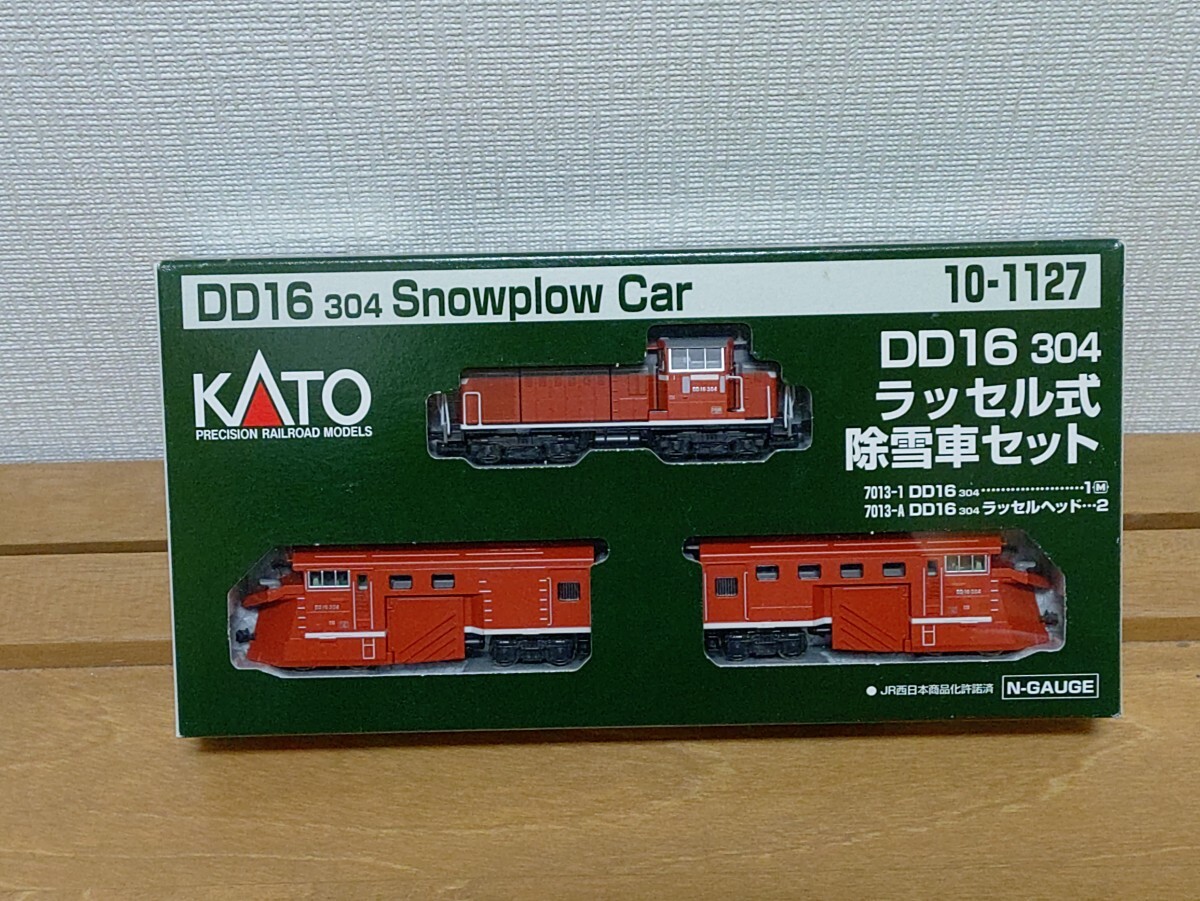 DD16 304 Snowplow Car
10-1127
KATO
PRECISION RAILROAD MODELS
DD16 304
ラッセル式
除雪車セット
7013-1 DD16 304 ······················1 M
7013-A DD16 304 ラッセルヘッド···2
DD16 304
DD16 304
DD16 304
● JR西日本商品化許諾済
N-GAUGE